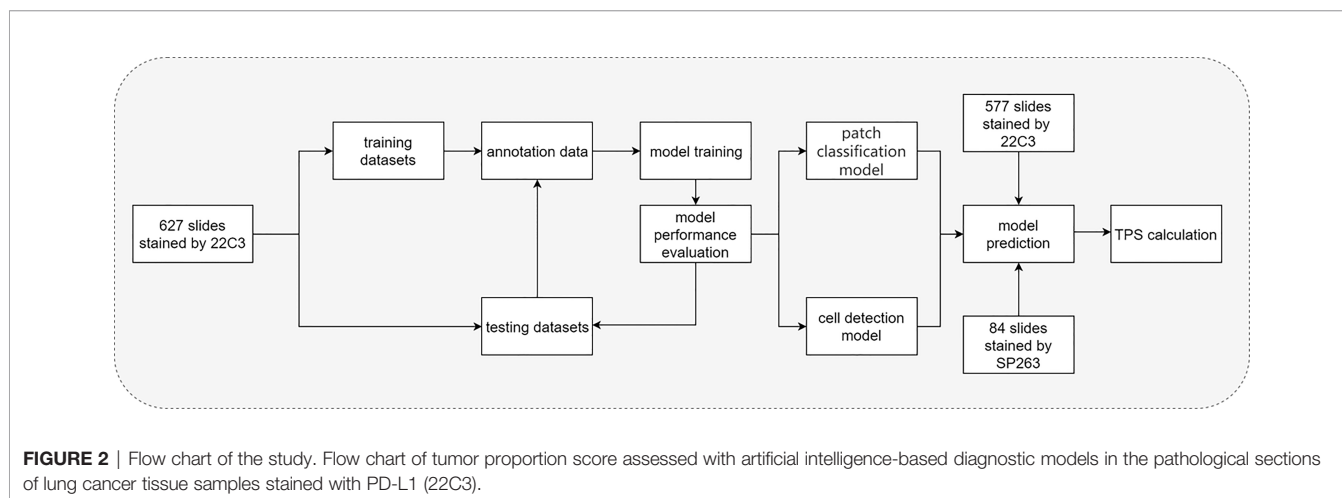 627 slides
stained by 22C3
training
datasets
annotation data
model training
model
performance
evaluation
testing datasets
patch
classification
model
cell detection
model
577 slides
stained by
22C3
model
prediction
84 slides
stained by
SP263
TPS calculation
FIGURE 2 | Flow chart of the study. Flow chart of tumor proportion score assessed with artificial intelligence-based diagnostic models in the pathological sections
of lung cancer tissue samples stained with PD-L1 (22C3).